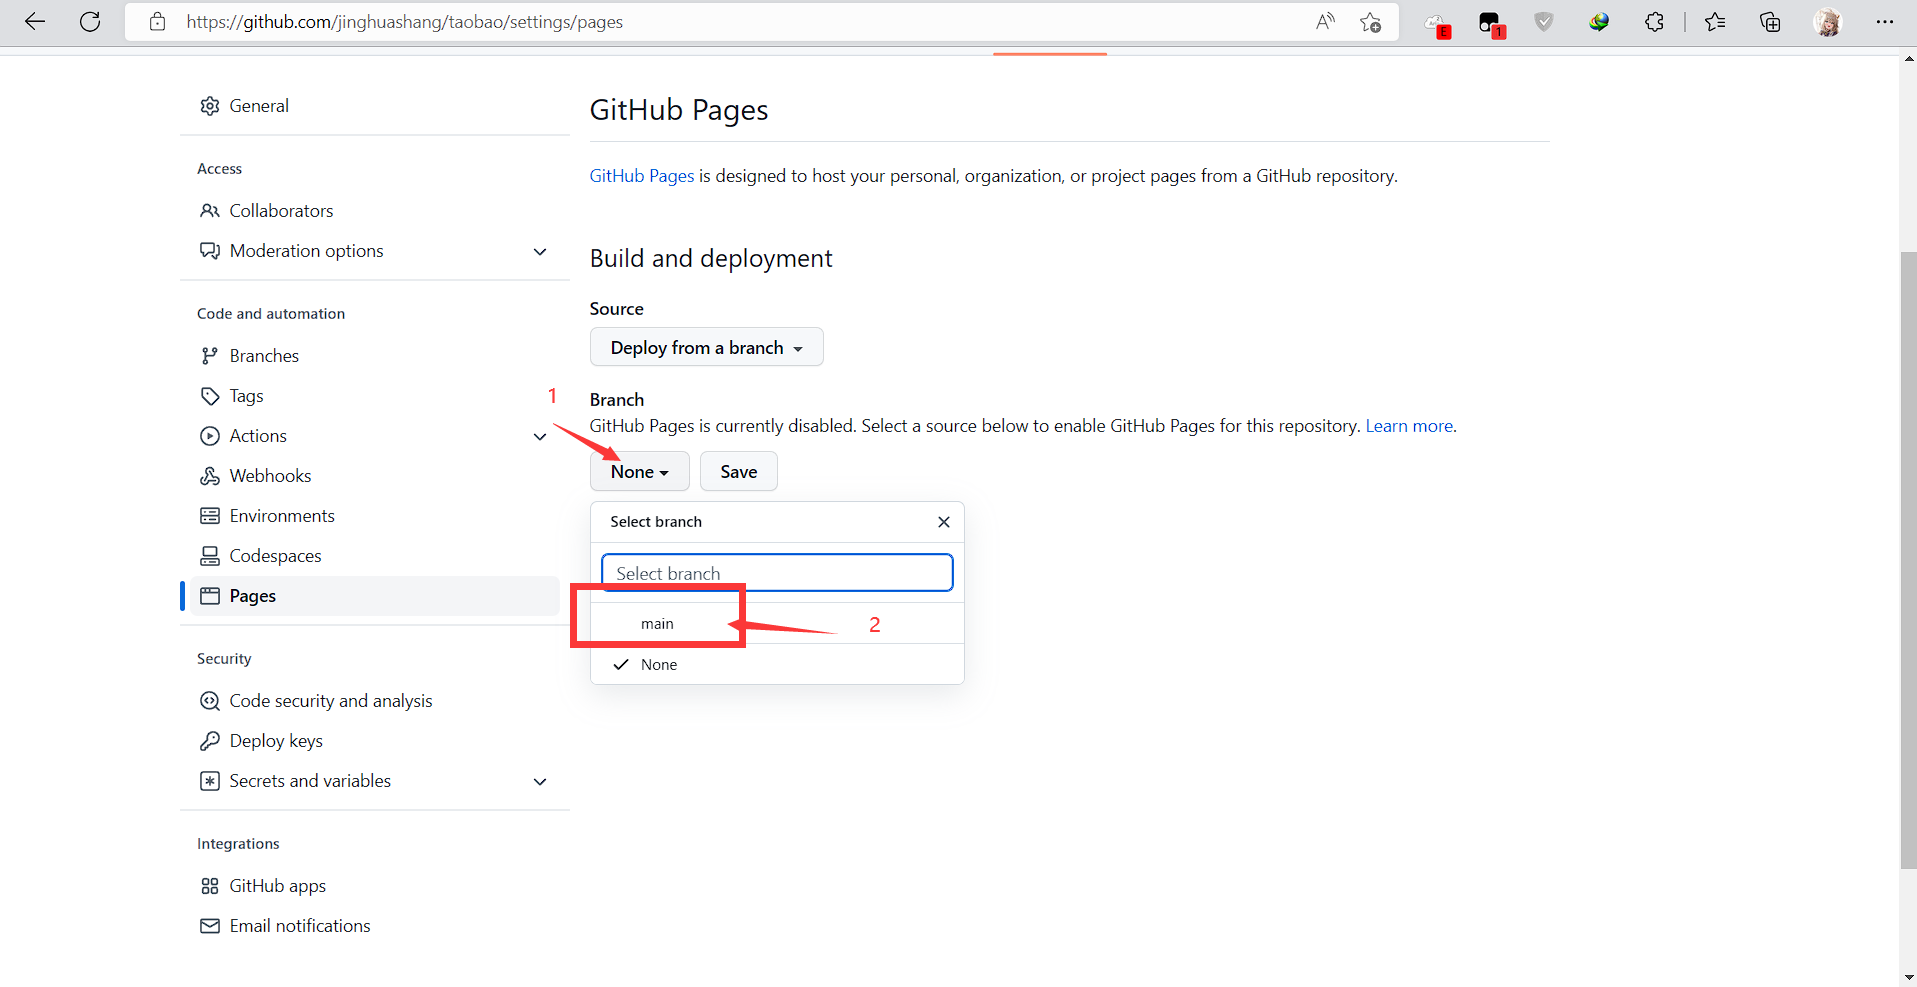 https://github.com/jinghuashang/taobao/settings/pages
E
1
General
Access
Collaborators
Moderation options
Code and automation
Branches
Tags
Actions
Webhooks
Environments
Codespaces
Pages
Security
Code security and analysis
Deploy keys
Secrets and variables
Integrations
GitHub apps
Email notifications
GitHub Pages
GitHub Pages is designed to host your personal, organization, or project pages from a GitHub repository.
Build and deployment
Source
Deploy from a branch
1
Branch
GitHub Pages is currently disabled. Select a source below to enable GitHub Pages for this repository. Learn more.
None
Save
Select branch
Select branch
main
2
None